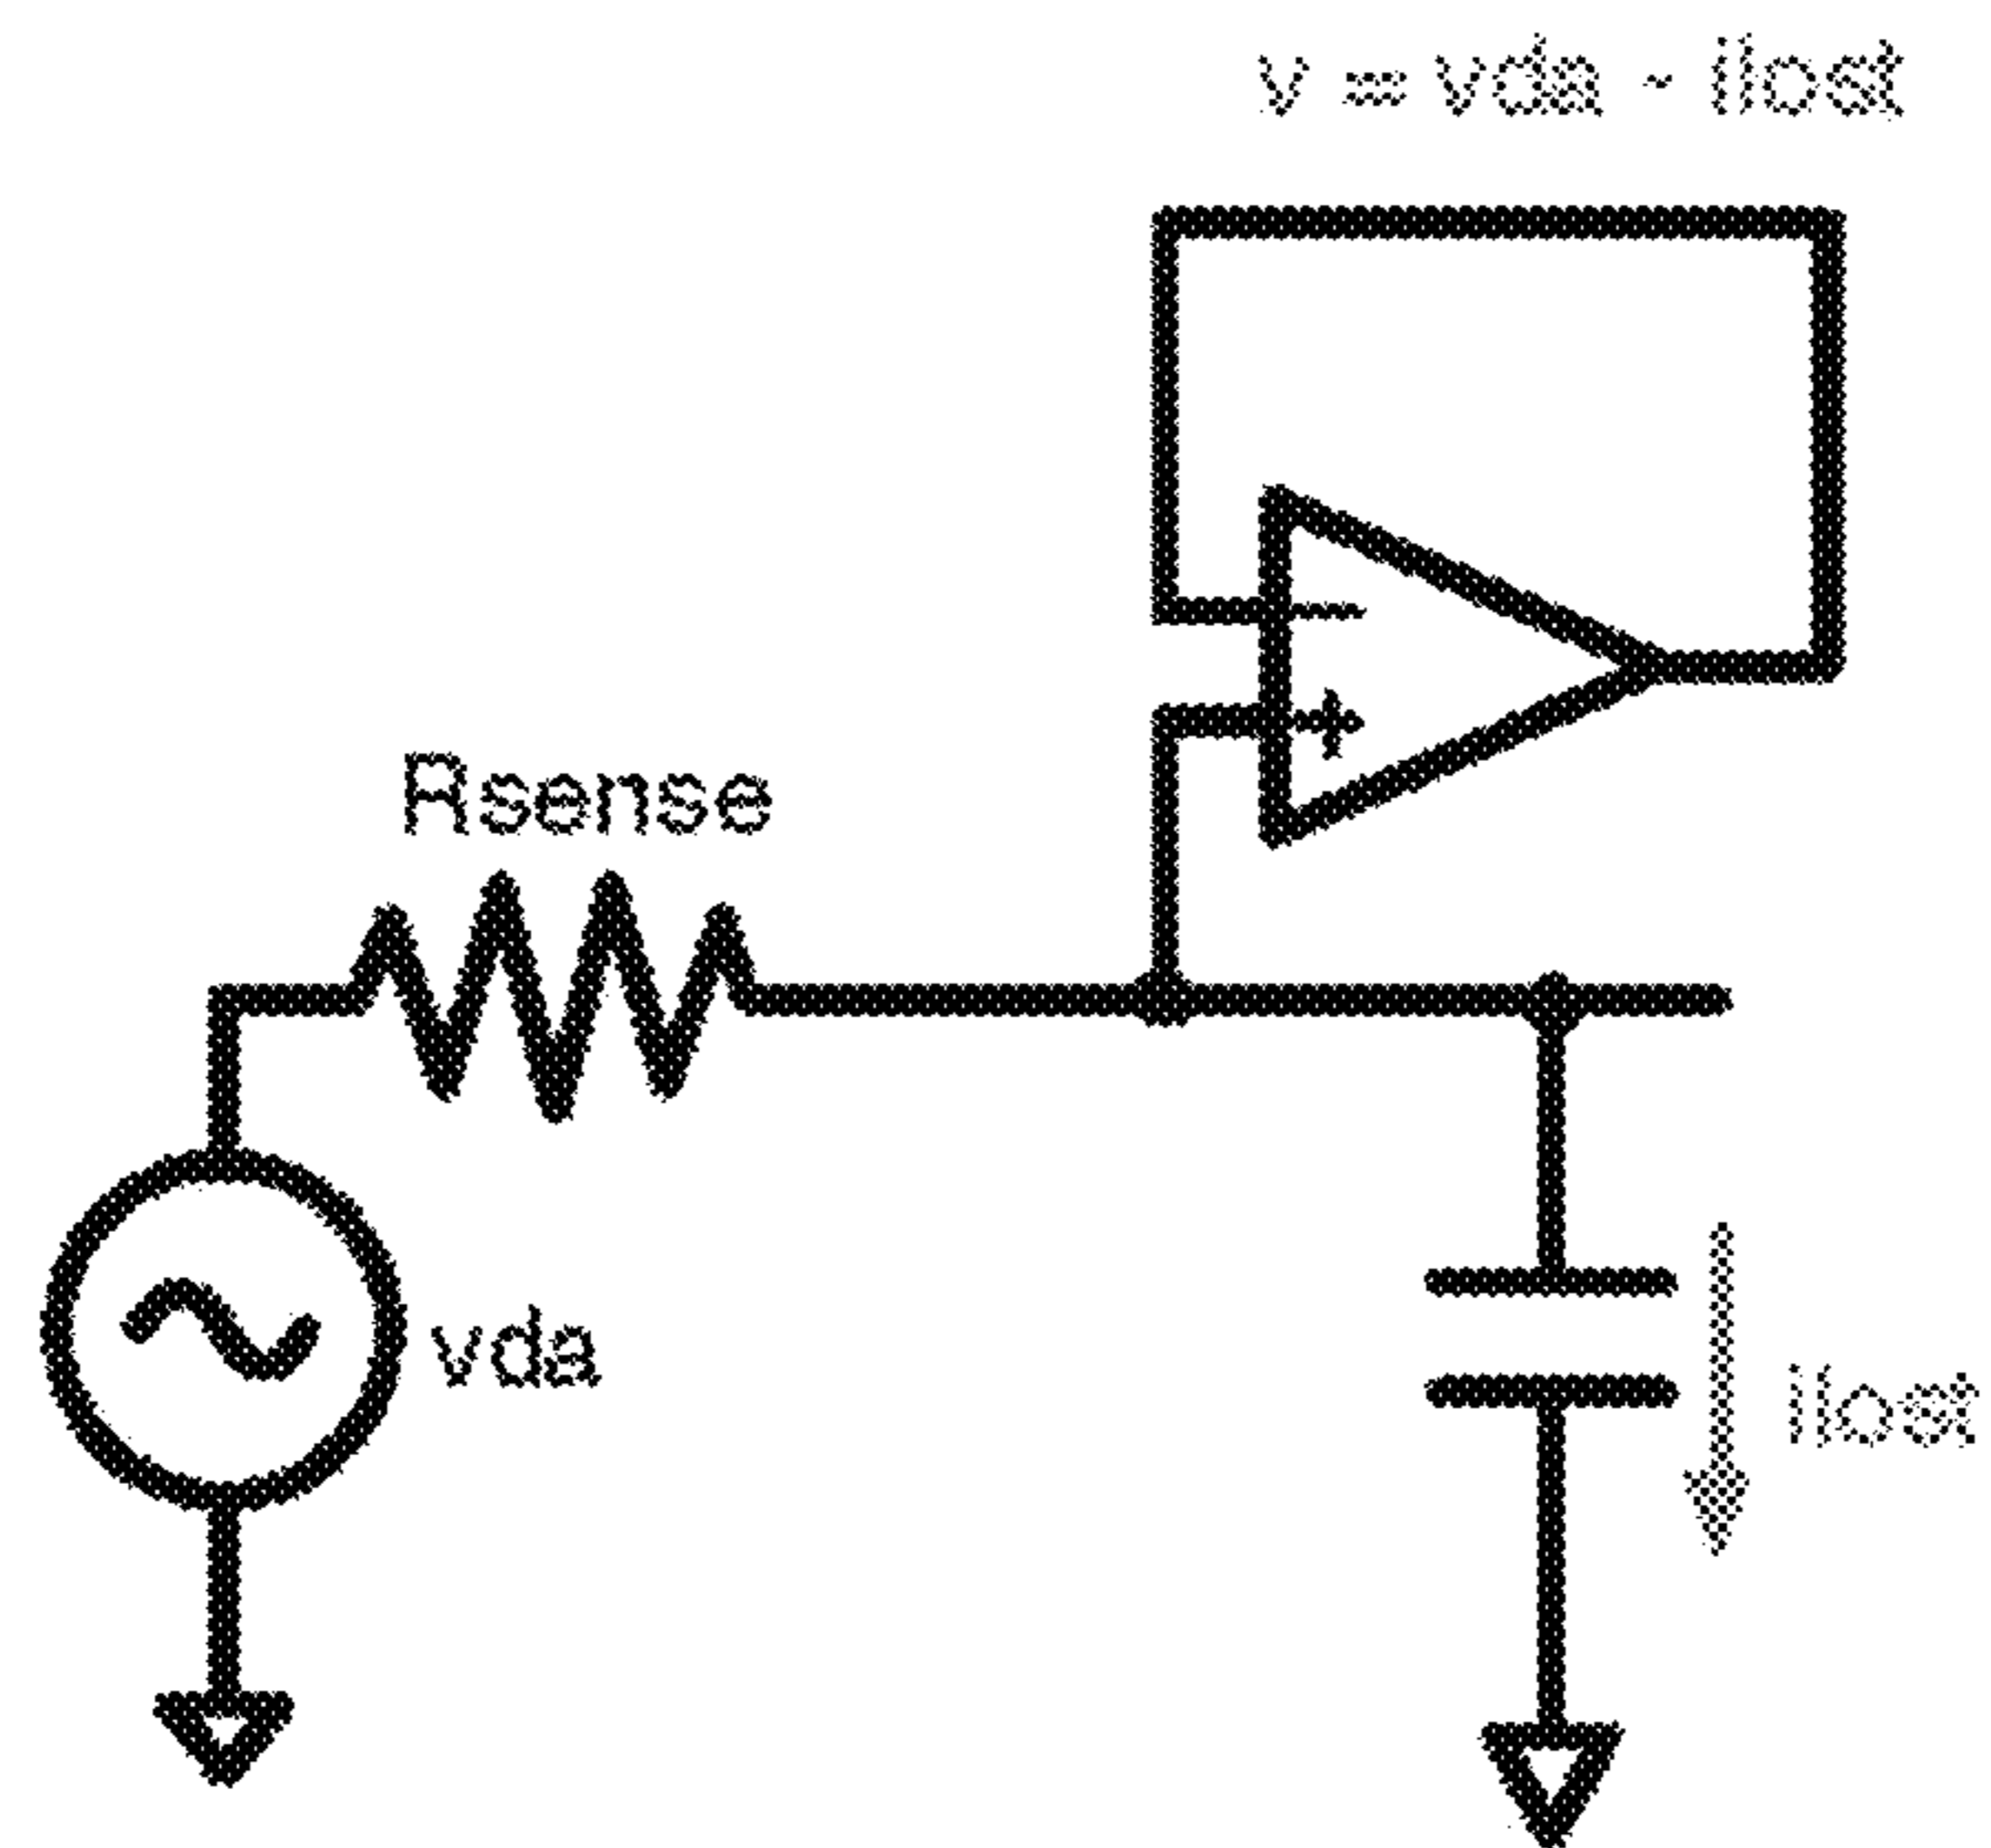 y = vda - ilost
−
+
Rsense
vda
ilost